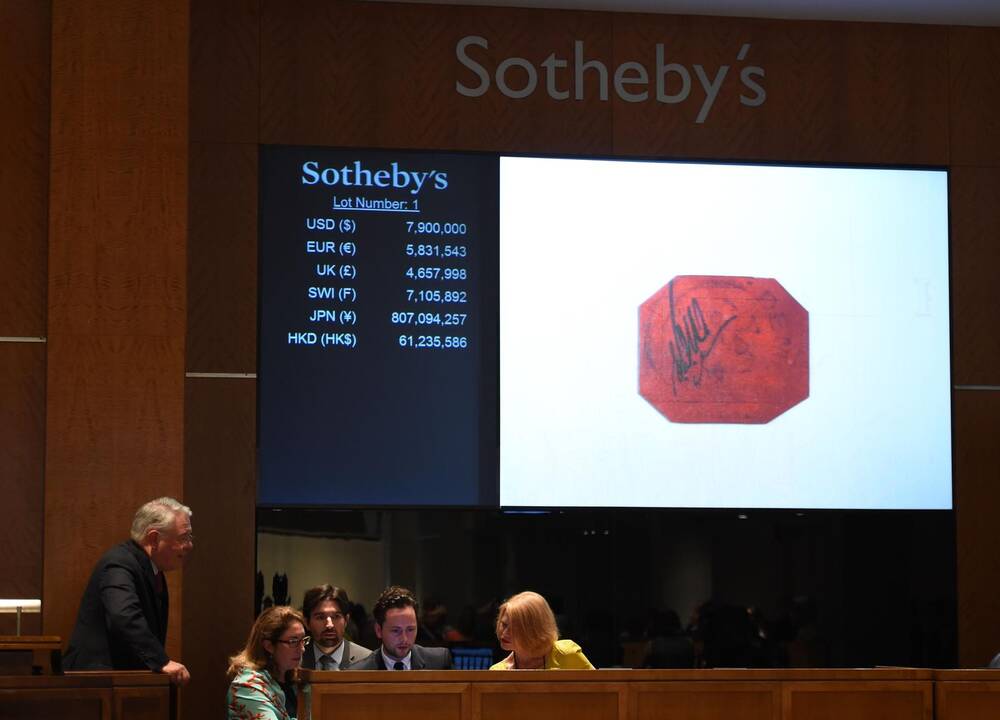 Sotheby's
Sotheby's
Lot Number: 1
USD ($) 7,900,000
EUR (€) 5,831,543
UK (£) 4,657,998
SWI (F) 7,105,892
JPN (¥) 807,094,257
HKD (HK$) 61,235,586